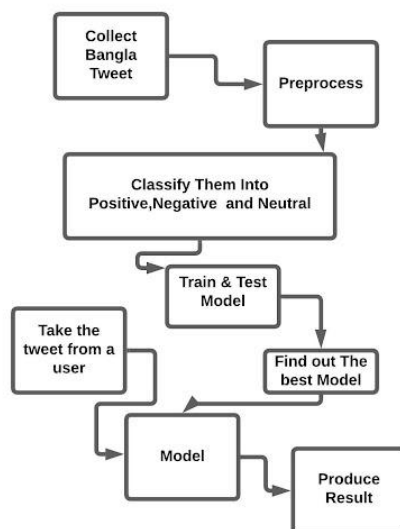 Collect
Bangla
Tweet
Preprocess
Classify Them Into
Positive,Negative and Neutral
Train & Test
Model
Take the
tweet from a
user
Find out The
best Model
Model
Produce
Result